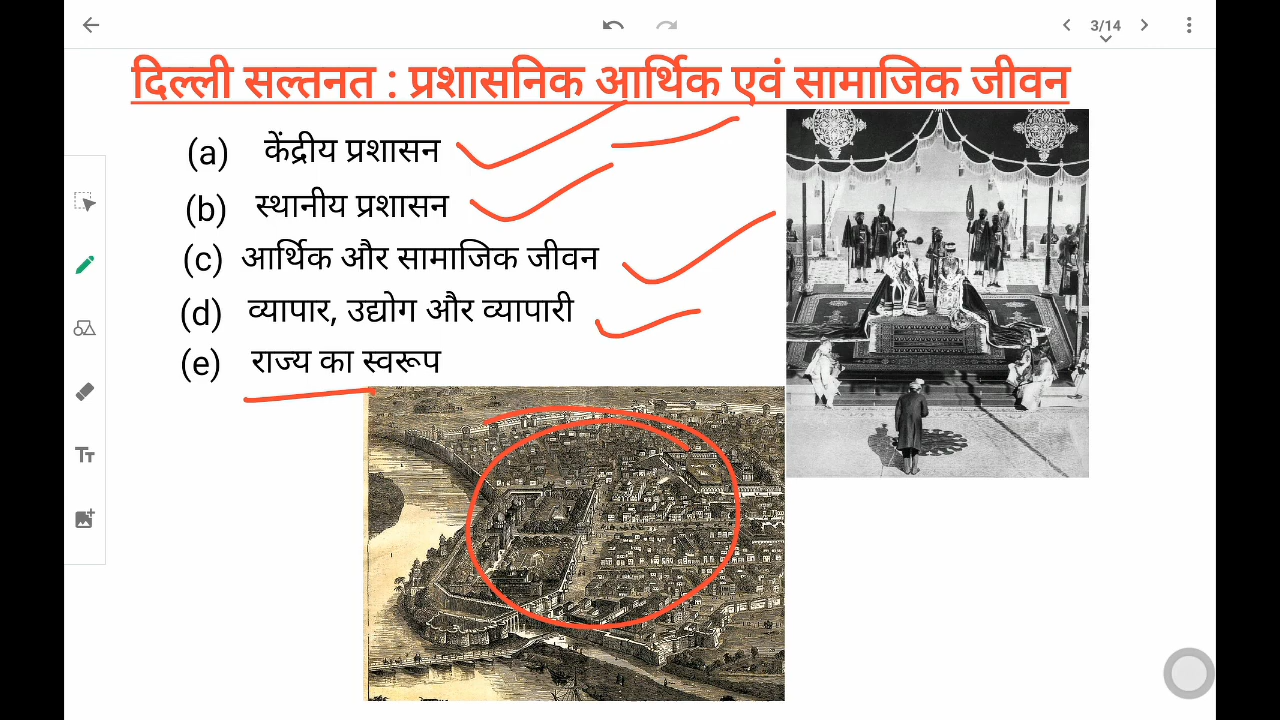 3/14
दिल्ली सल्तनत : प्रशासनिक आर्थिक एवं सामाजिक जीवन
(a) केंद्रीय प्रशासन
(b) स्थानीय प्रशासन
(c) आर्थिक और सामाजिक जीवन
(d) व्यापार, उद्योग और व्यापारी
(e) राज्य का स्वरूप
TT